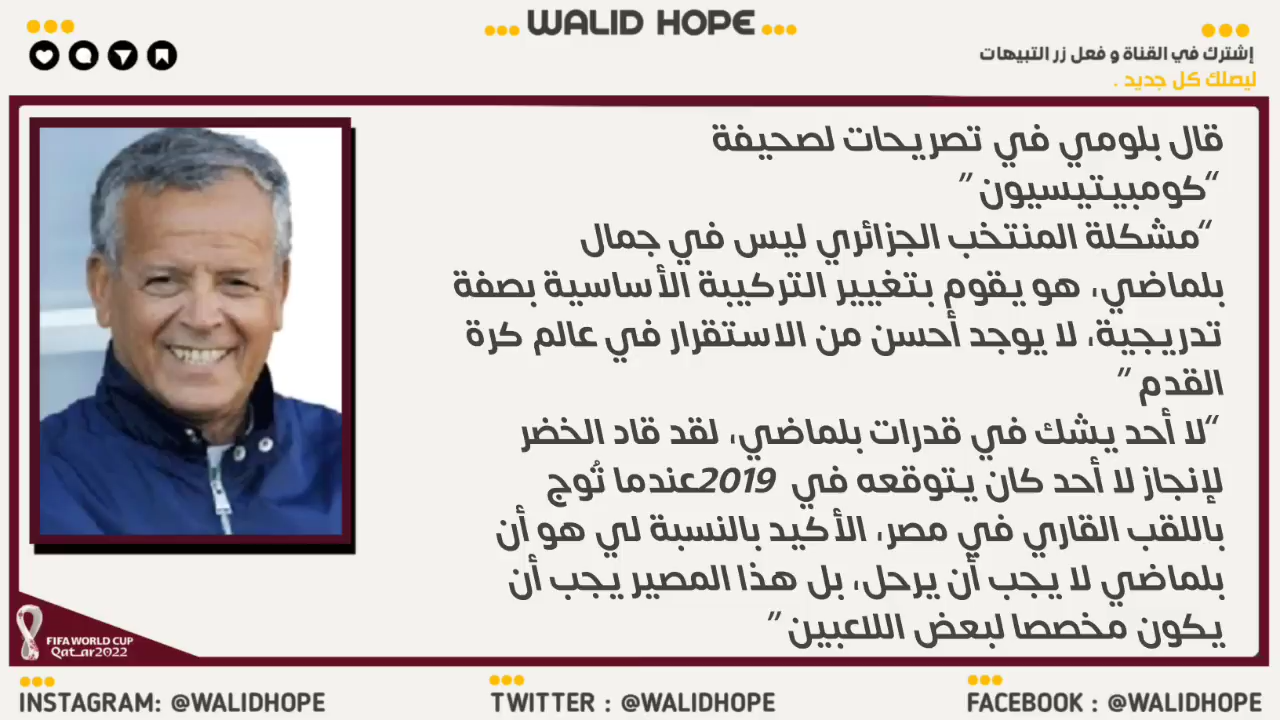 WALID HOPE
إشترك في القناة و فعل زر التبيهات
ليصلك كل جديد .
قال بلومي في تصريحات لصحيفة
“كومبيتيسيون”
“مشكلة المنتخب الجزائري ليس في جمال
بلماضي، هو يقوم بتغيير التركيبة الأساسية بصفة
تدريجية، لا يوجد أحسن من الاستقرار في عالم كرة
القدم”
“لا أحد يشك في قدرات بلماضي، لقد قاد الخضر
لإنجاز لا أحد كان يتوقعه في 2019عندما تُوج
باللقب القاري في مصر، الأكيد بالنسبة لي هو أن
بلماضي لا يجب أن يرحل، بل هذا المصير يجب أن
يكون مخصصا لبعض اللاعبين”
FIFA WORLD CUP
Qatar2022
INSTAGRAM: @WALIDHOPE
TWITTER : @WALIDHOPE
FACEBOOK : @WALIDHOPE